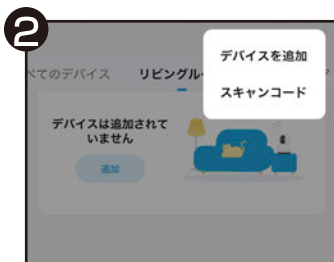 2
デバイスを追加
べてのデバイス リビングルー ア
スキャンコード
デバイスは追加されて
いません
追加